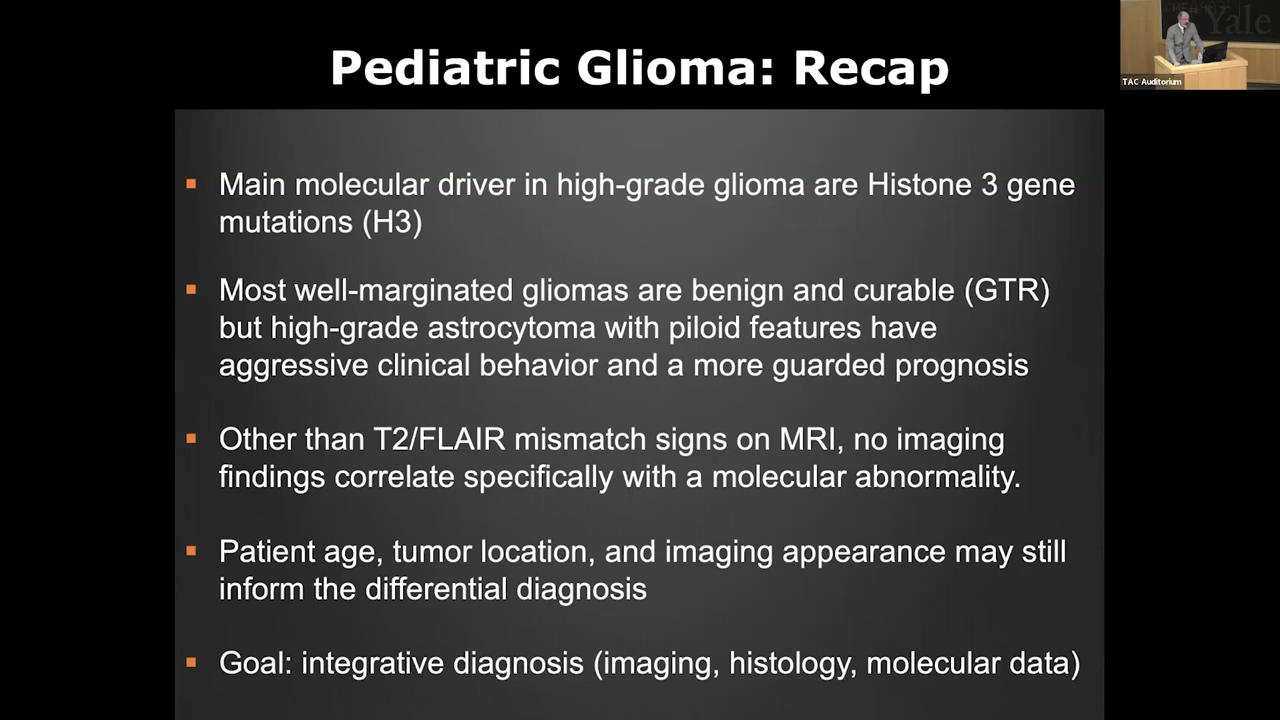 Pediatric Glioma: Recap
Yale
TAC Auditorium
▪ Main molecular driver in high-grade glioma are Histone 3 gene
mutations (H3)
▪ Most well-marginated gliomas are benign and curable (GTR)
but high-grade astrocytoma with piloid features have
aggressive clinical behavior and a more guarded prognosis
▪ Other than T2/FLAIR mismatch signs on MRI, no imaging
findings correlate specifically with a molecular abnormality.
▪ Patient age, tumor location, and imaging appearance may still
inform the differential diagnosis
▪ Goal: integrative diagnosis (imaging, histology, molecular data)